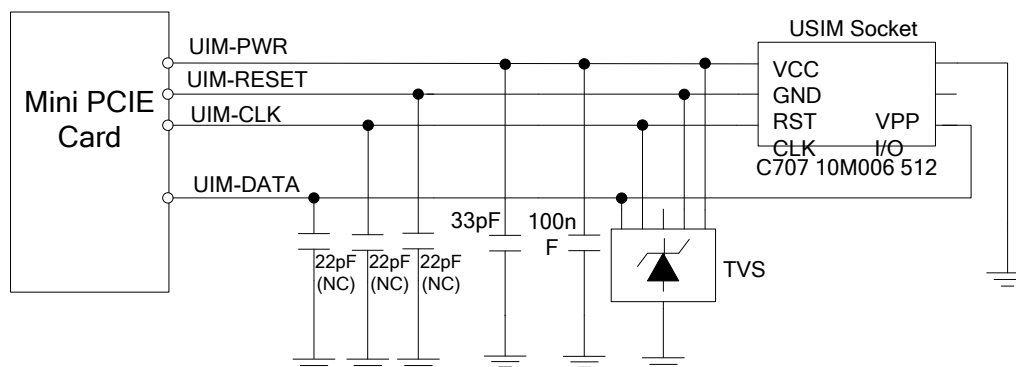 USIM Socket
UIM-PWR
VCC
UIM-RESET
GND
Mini PCIE
Card
UIM-CLK
RST VPP
CLK I/O
C707 10M006 512
UIM-DATA
33pF
100n
F
22pF
(NC)
22pF
(NC)
22pF
(NC)
TVS